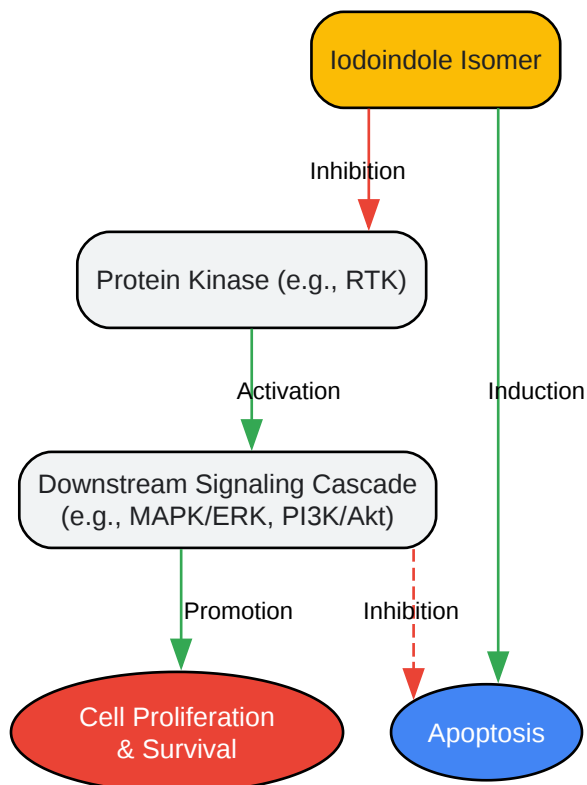 Iodoindole Isomer
Inhibition
Protein Kinase (e.g., RTK)
Activation
Induction
Downstream Signaling Cascade
(e.g., MAPK/ERK, PI3K/Akt)
Promotion
Inhibition
Cell Proliferation
& Survival
Apoptosis